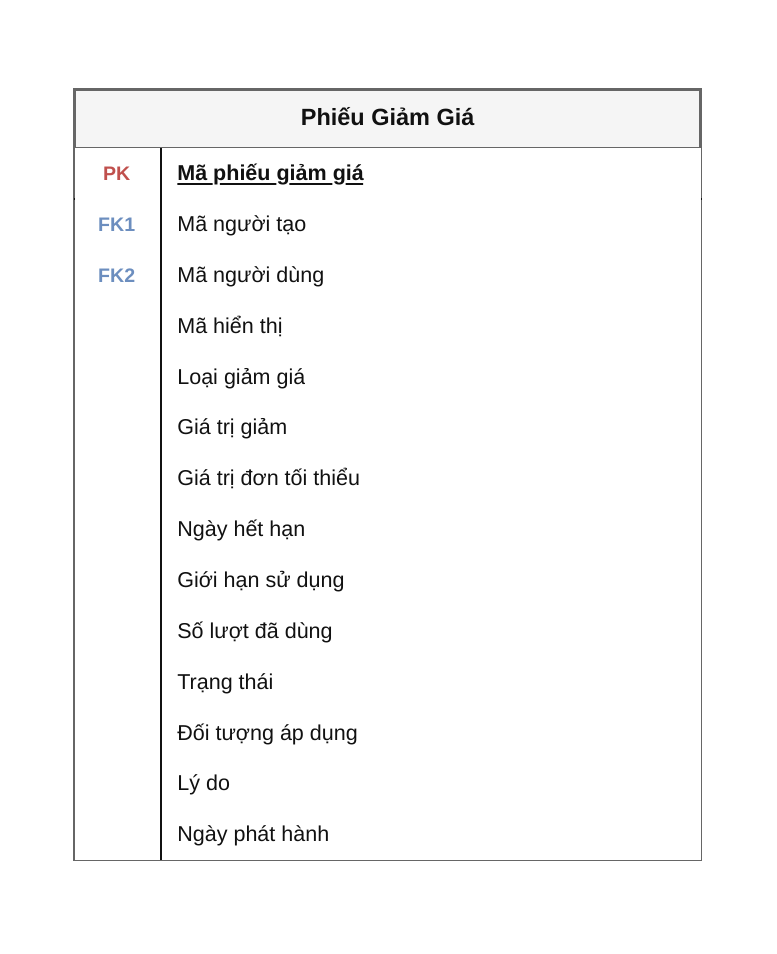 Phiếu Giảm Giá
PK Mã phiếu giảm giá
FK1 Mã người tạo
FK2 Mã người dùng
Mã hiển thị
Loại giảm giá
Giá trị giảm
Giá trị đơn tối thiểu
Ngày hết hạn
Giới hạn sử dụng
Số lượt đã dùng
Trạng thái
Đối tượng áp dụng
Lý do
Ngày phát hành